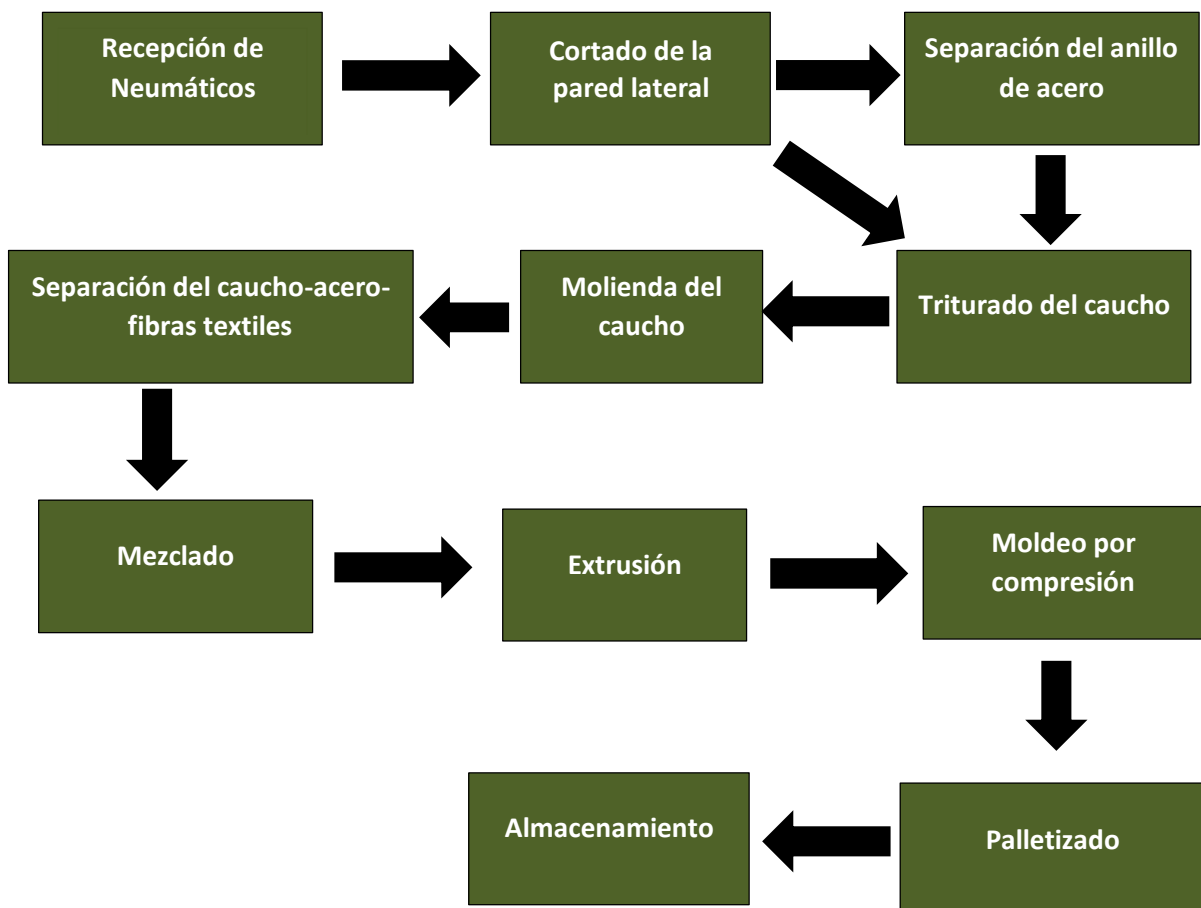 Recepción de
Neumáticos
Cortado de la
pared lateral
Separación del anillo
de acero
Separación del caucho-acero-
fibras textiles
Molienda del
caucho
Triturado del caucho
Mezclado
Extrusión
Moldeo por
compresión
Almacenamiento
Palletizado